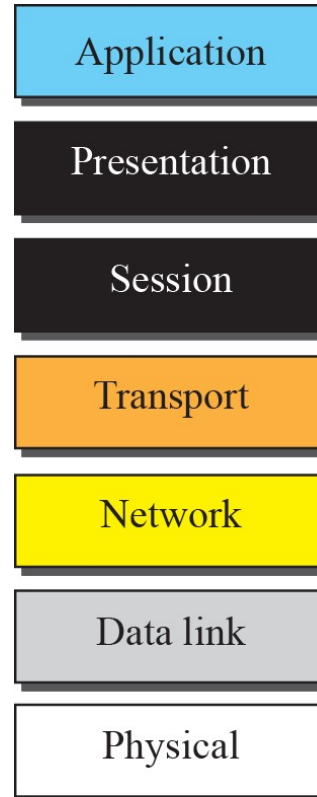 Application
Presentation
Session
Transport
Network
Data link
Physical